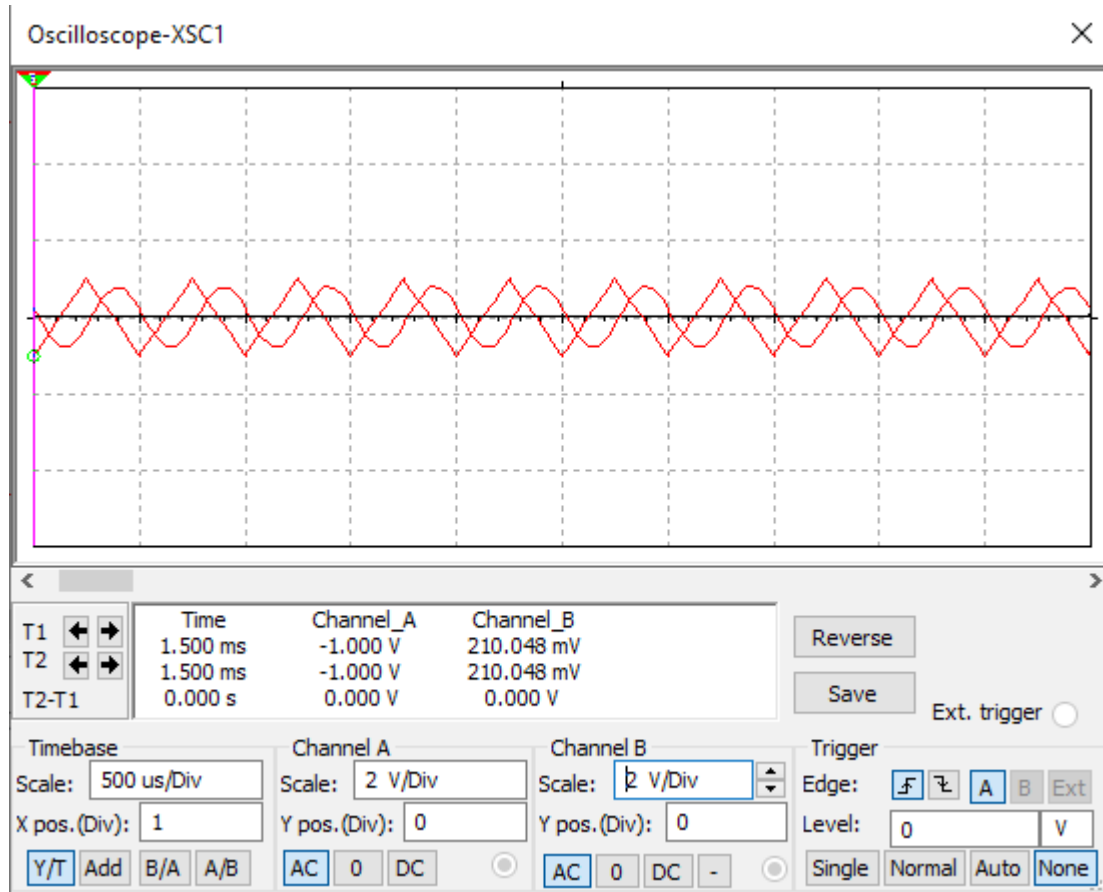 Oscilloscope-XSC1
T1
T2
T2-T1
Time Channel_A Channel_B
1.500 ms -1.000 V 210.048 mV
1.500 ms -1.000 V 210.048 mV
0.000 s 0.000 V 0.000 V
Reverse
Save
Ext. trigger
Timebase
Scale: 500 us/Div
X pos.(Div): 1
Y/T Add B/A A/B
Channel A
Scale: 2 V/Div
Y pos.(Div): 0
AC 0 DC
Channel B
Scale: 2 V/Div
Y pos.(Div): 0
AC 0 DC -
Trigger
Edge: A B Ext
Level: 0 V
Single Normal Auto None